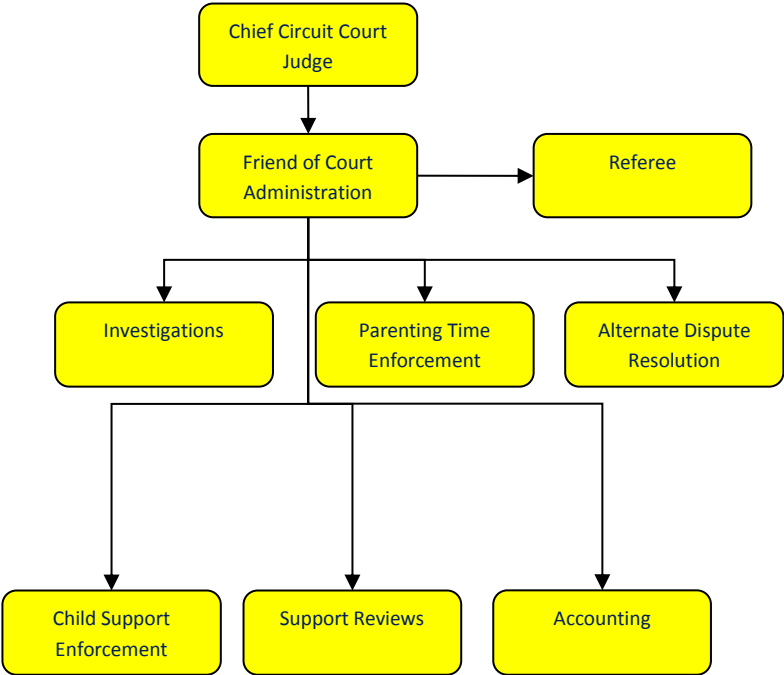 Chief Circuit Court
Judge
Friend of Court
Administration
Referee
Investigations
Parenting Time
Enforcement
Alternate Dispute
Resolution
Child Support
Enforcement
Support Reviews
Accounting